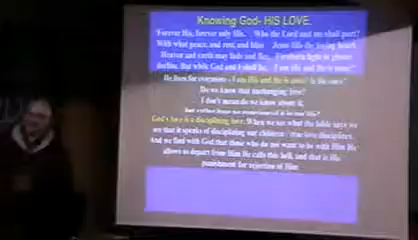 Knowing God- HIS LOVE.
Forever His, forever only His. Who the Lord and me shall part?
With what peace, and rest, and bliss Jesus fills the loving heart.
Heaven and earth may fade and flee, Firstborn light in gloom
decline. But while God and I shall be, I am His and He is mine.
He lives for evermore - I am His and He is mine! Is He ours?
Do we know that unchanging love?
I don't mean do we know about it,
God's love is a disciplining love. When we see what the bible says we
see that it speaks of disciplining our children - true love disciplines.
And we find with God that those who do not want to be with Him He
allows to depart from Him He calls this hell, and that is His
punishment for rejection of Him